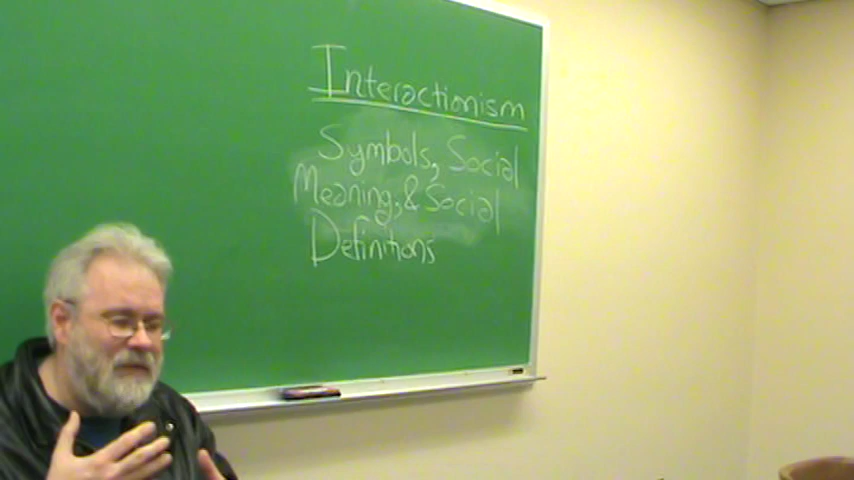 Interactionism
Symbols, Social
Meaning, & Social
Definitions